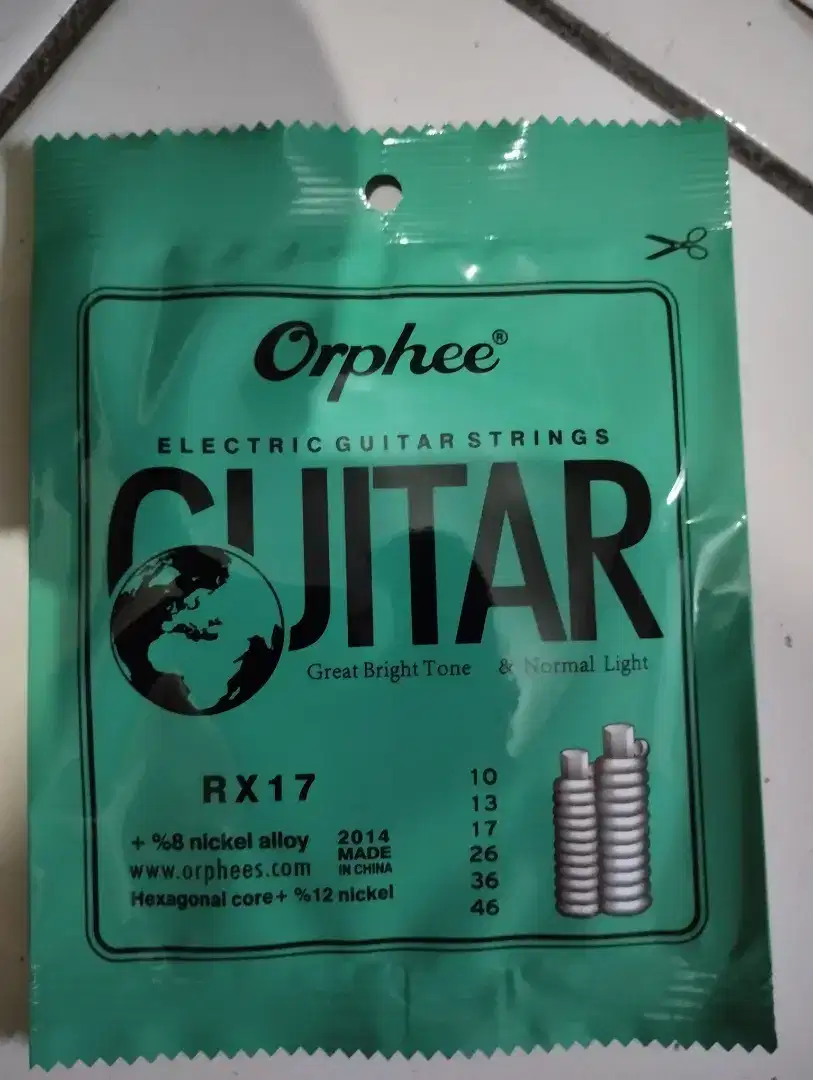 Orphee®
ELECTRIC GUITAR STRINGS
GUITAR
Great Bright Tone & Normal Light
RX17
+ %8 nickel alloy
www.orphees.com
Hexagonal core+ %12 nickel
2014
MADE
IN CHINA
10
13
17
26
36
46